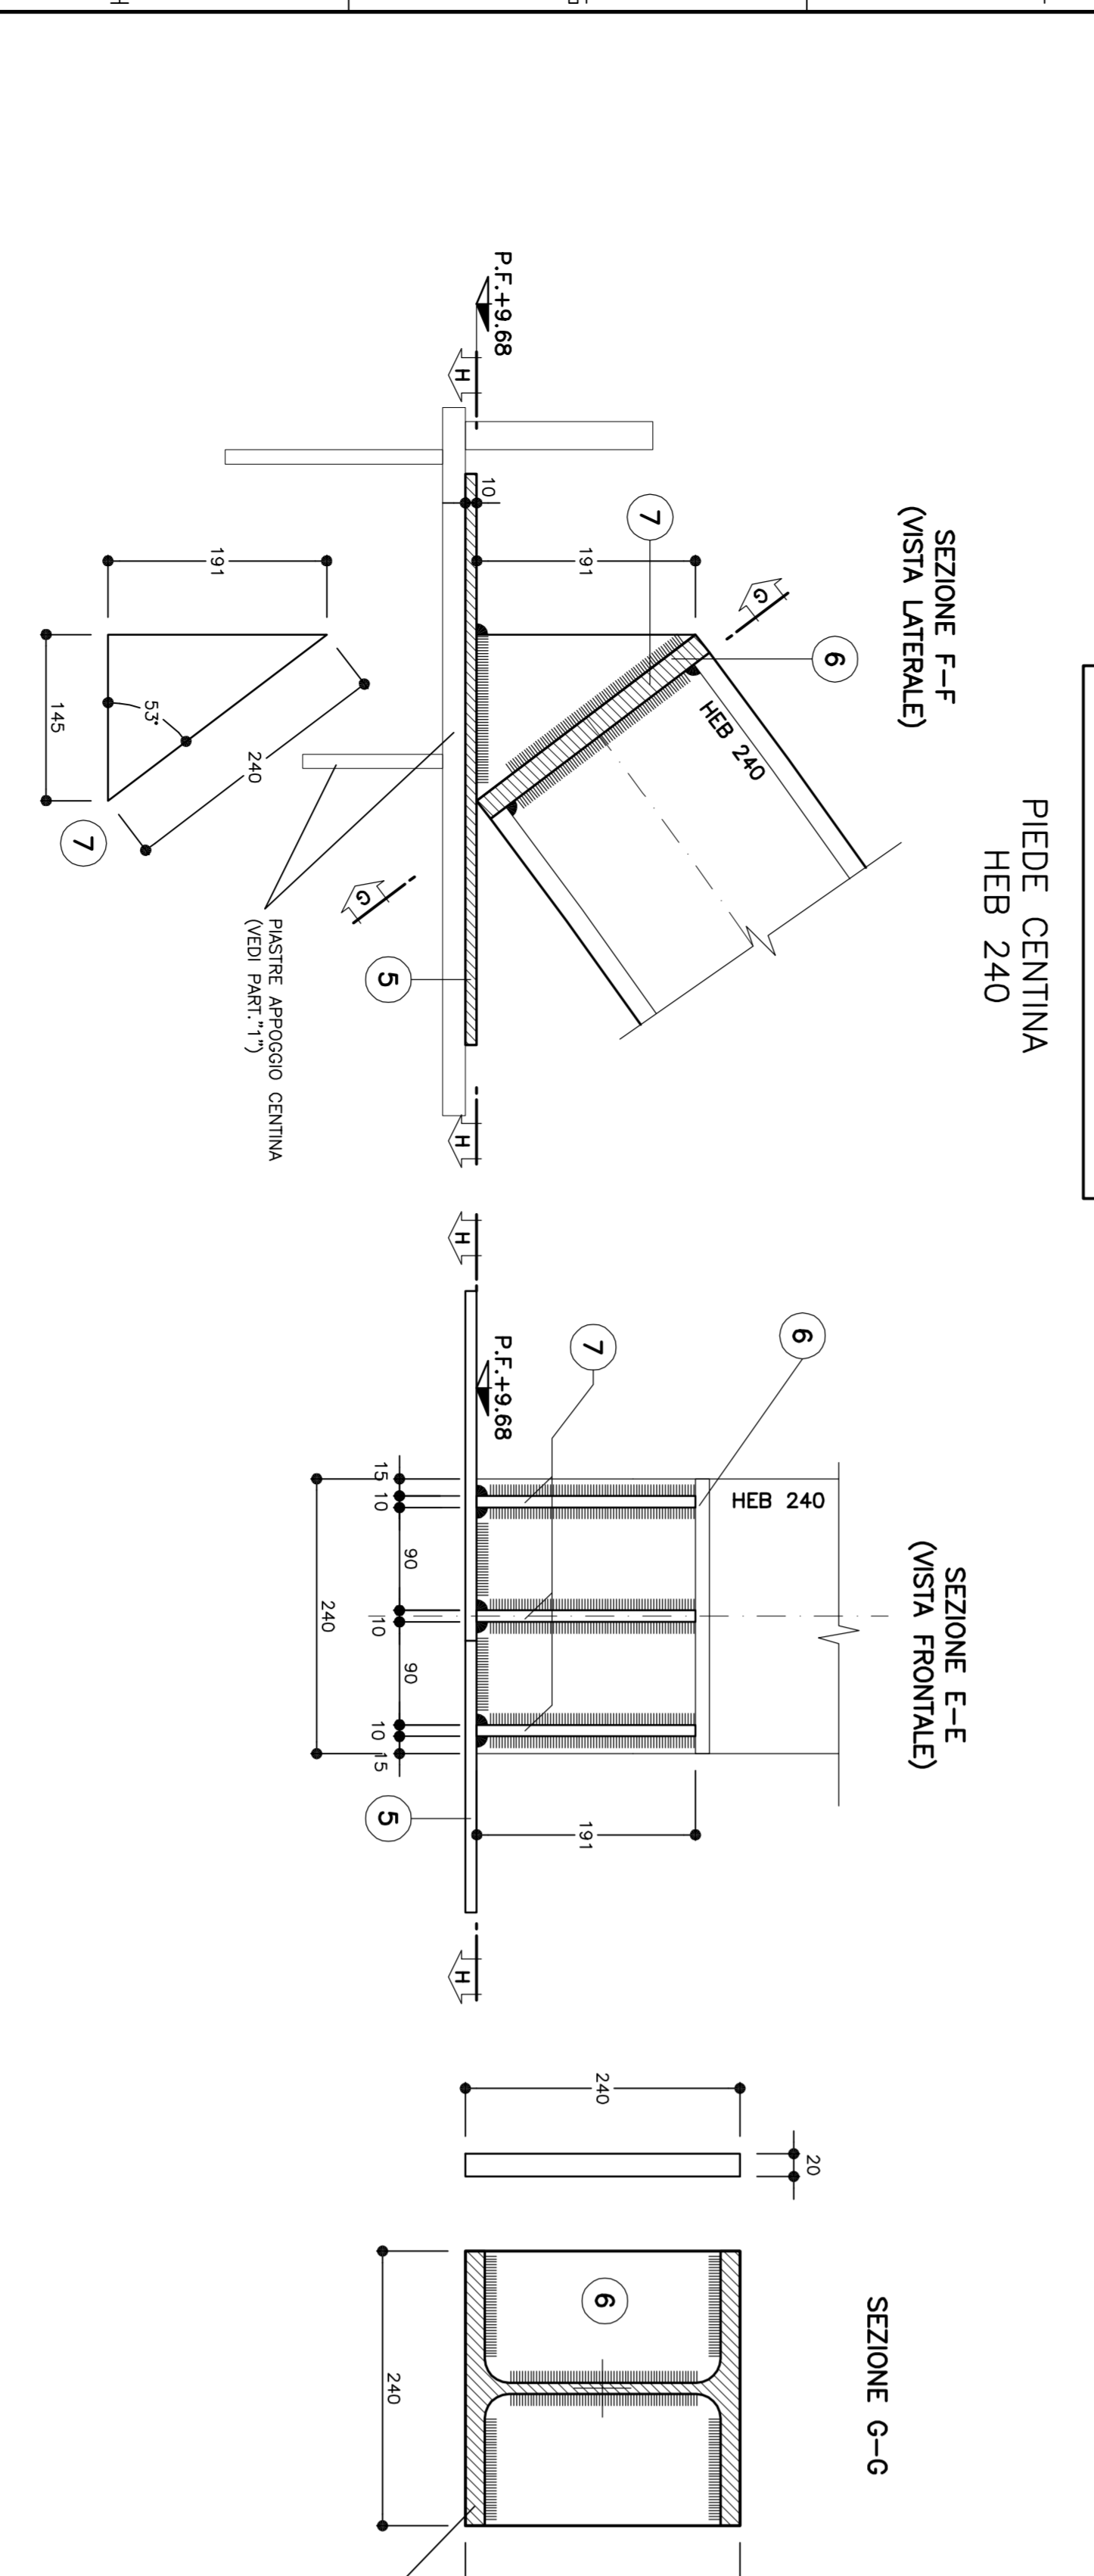 PIEDE CENTINA
HEB 240
SEZIONE F-F
(VISTA LATERALE)
G
6
7
HEB 240
191
10
P.F.+9.68
H
H
G
5
PIASTRE APPOGGIO CENTINA
(VEDI PART."1")
191
53°
240
145
7
SEZIONE E-E
(VISTA FRONTALE)
6
7
HEB 240
P.F.+9.68
H
H
191
5
15
10
90
10
90
10
15
240
SEZIONE G-G
20
240
6
240